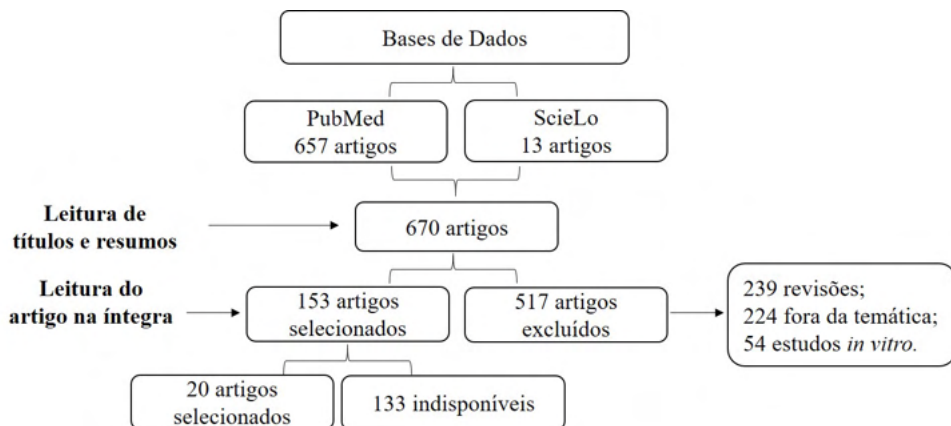 Bases de Dados
PubMed
657 artigos
ScieLo
13 artigos
Leitura de
títulos e resumos
670 artigos
Leitura do
artigo na íntegra
153 artigos
selecionados
517 artigos
excluídos
239 revisões;
224 fora da temática;
54 estudos in vitro.
20 artigos
selecionados
133 indisponíveis